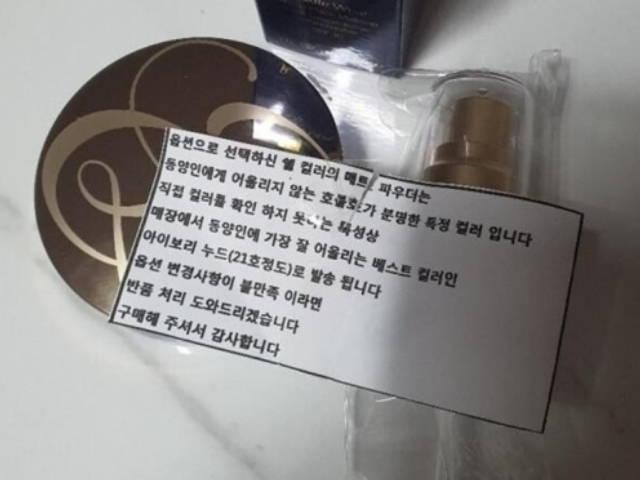 옵션으로 선택하신 쉘 컬러의 매트 파우더는
동양인에게 어울리지 않는 호불호가 분명한 특정 컬러 입니다
직접 컬러를 확인 하지 못하는 특성상
매장에서 동양인에 가장 잘 어울리는 베스트 컬러인
아이보리 누드(21호정도)로 발송 됩니다
옵션 변경사항이 불만족 이라면
반품 처리 도와드리겠습니다
구매해 주셔서 감사합니다